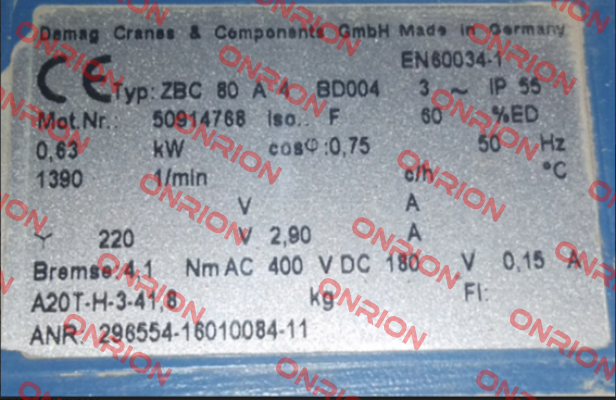 Demag Cranes & Components GmbH Made in Germany
EN60034-1
CE Typ: ZBC 80 A 4 BD004 3 ~ IP 55
Mot.Nr.: 50914768 Iso.: F 60 %ED
0,63 kW cosφ:0,75 50 Hz
1390 1/min c/h °C
V A
Y 220 V 2,90 A
Bremse:4,1 Nm AC 400 V DC 180 V 0,15 A
A20T-H-3-41,8 kg FI:
ANR. 296554-16010084-11
ONRION